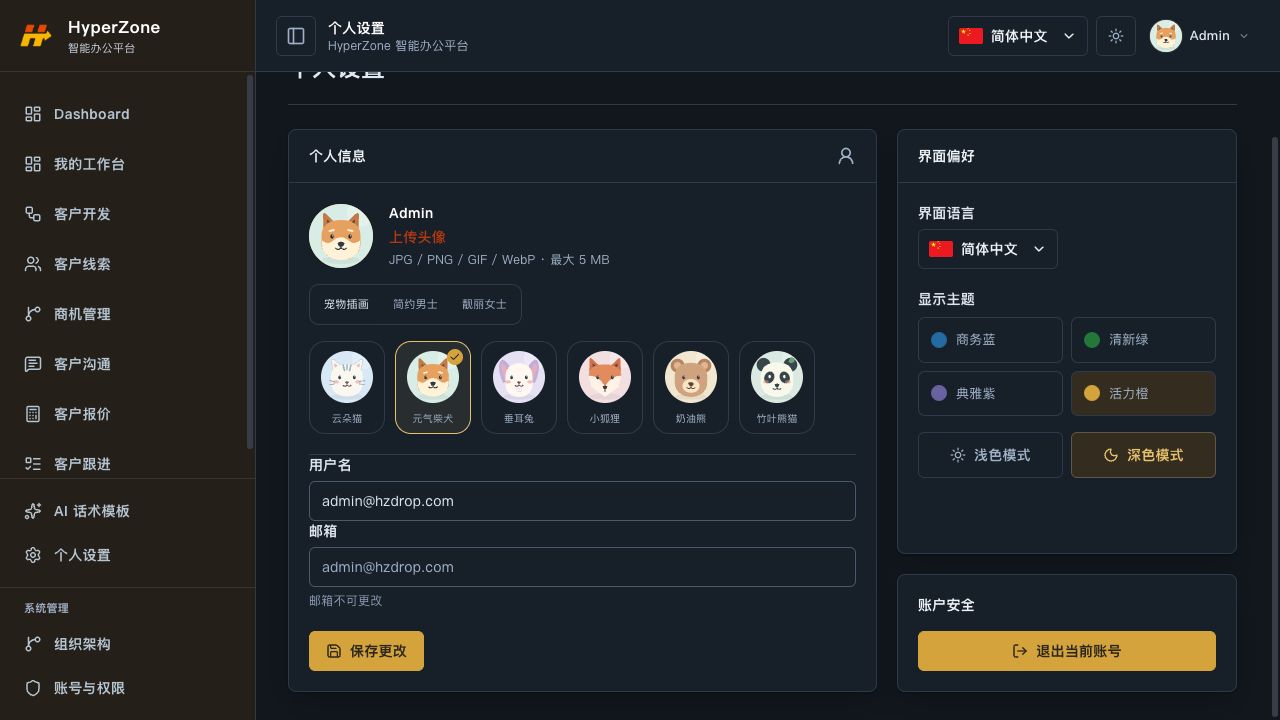 HyperZone
智能办公平台
Dashboard
我的工作台
客户开发
客户线索
商机管理
客户沟通
客户报价
客户跟进
AI 话术模板
个人设置
系统管理
组织架构
账号与权限
个人设置
HyperZone 智能办公平台
简体中文
Admin
个人设置
个人信息
Admin
上传头像
JPG / PNG / GIF / WebP · 最大 5 MB
宠物插画 简约男士 靓丽女士
云朵猫 元气柴犬 垂耳兔 小狐狸 奶油熊 竹叶熊猫
用户名
admin@hzdrop.com
邮箱
admin@hzdrop.com
邮箱不可更改
保存更改
界面偏好
界面语言
简体中文
显示主题
商务蓝 清新绿
典雅紫 活力橙
浅色模式 深色模式
账户安全
退出当前账号